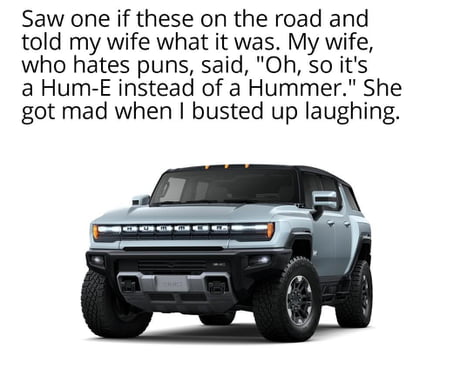 Saw one if these on the road and
told my wife what it was. My wife,
who hates puns, said, "Oh, so it's
a Hum-E instead of a Hummer." She
got mad when I busted up laughing.
HUMMER